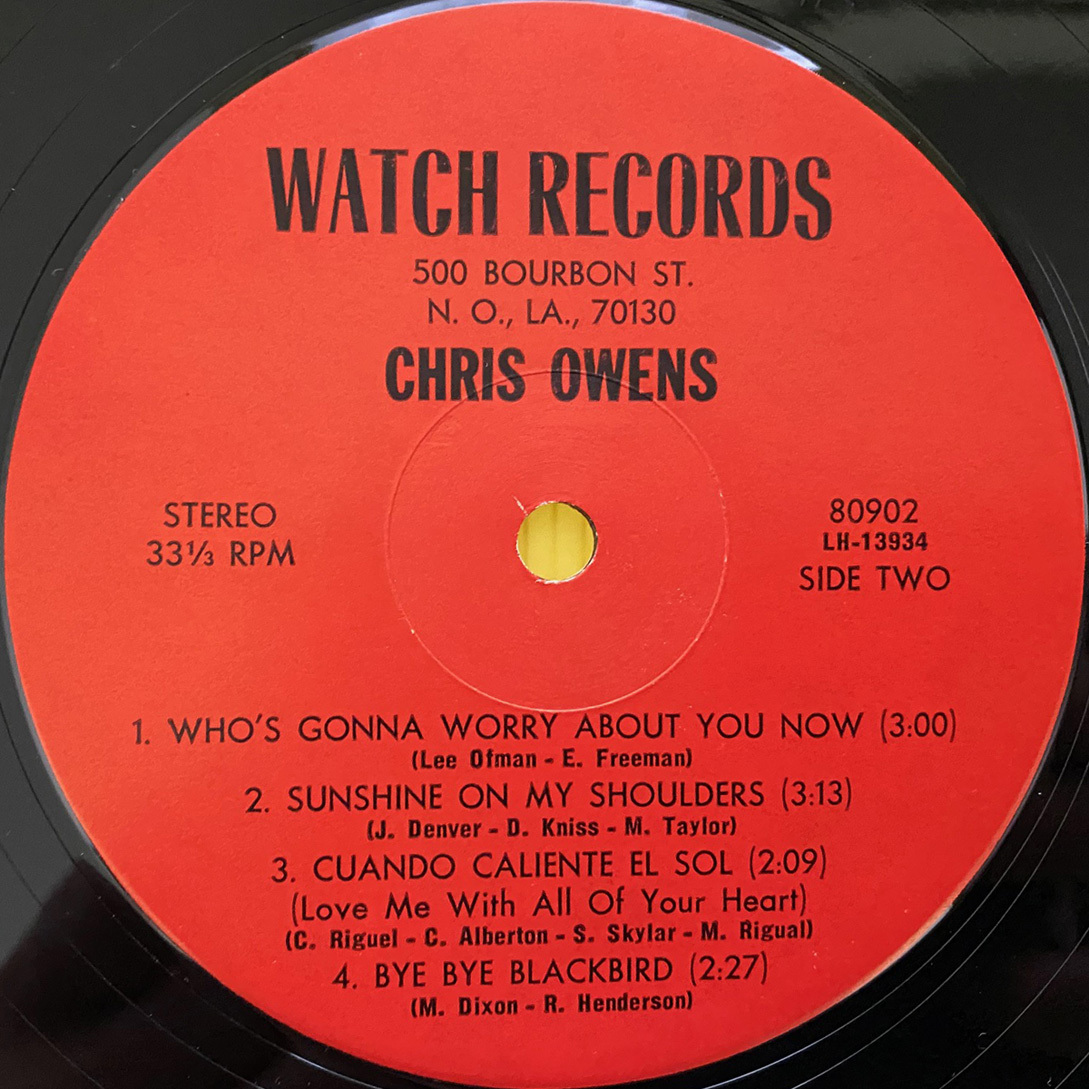 WATCH RECORDS
500 BOURBON ST.
N. O., LA., 70130
CHRIS OWENS
STEREO
33⅓ RPM
80902
LH-13934
SIDE TWO
1. WHO'S GONNA WORRY ABOUT YOU NOW (3:00)
(Lee Ofman - E. Freeman)
2. SUNSHINE ON MY SHOULDERS (3:13)
(J. Denver - D. Kniss - M. Taylor)
3. CUANDO CALIENTE EL SOL (2:09)
(Love Me With All Of Your Heart)
(C. Riguel - C. Alberton - S. Skylar - M. Rigual)
4. BYE BYE BLACKBIRD (2:27)
(M. Dixon - R. Henderson)